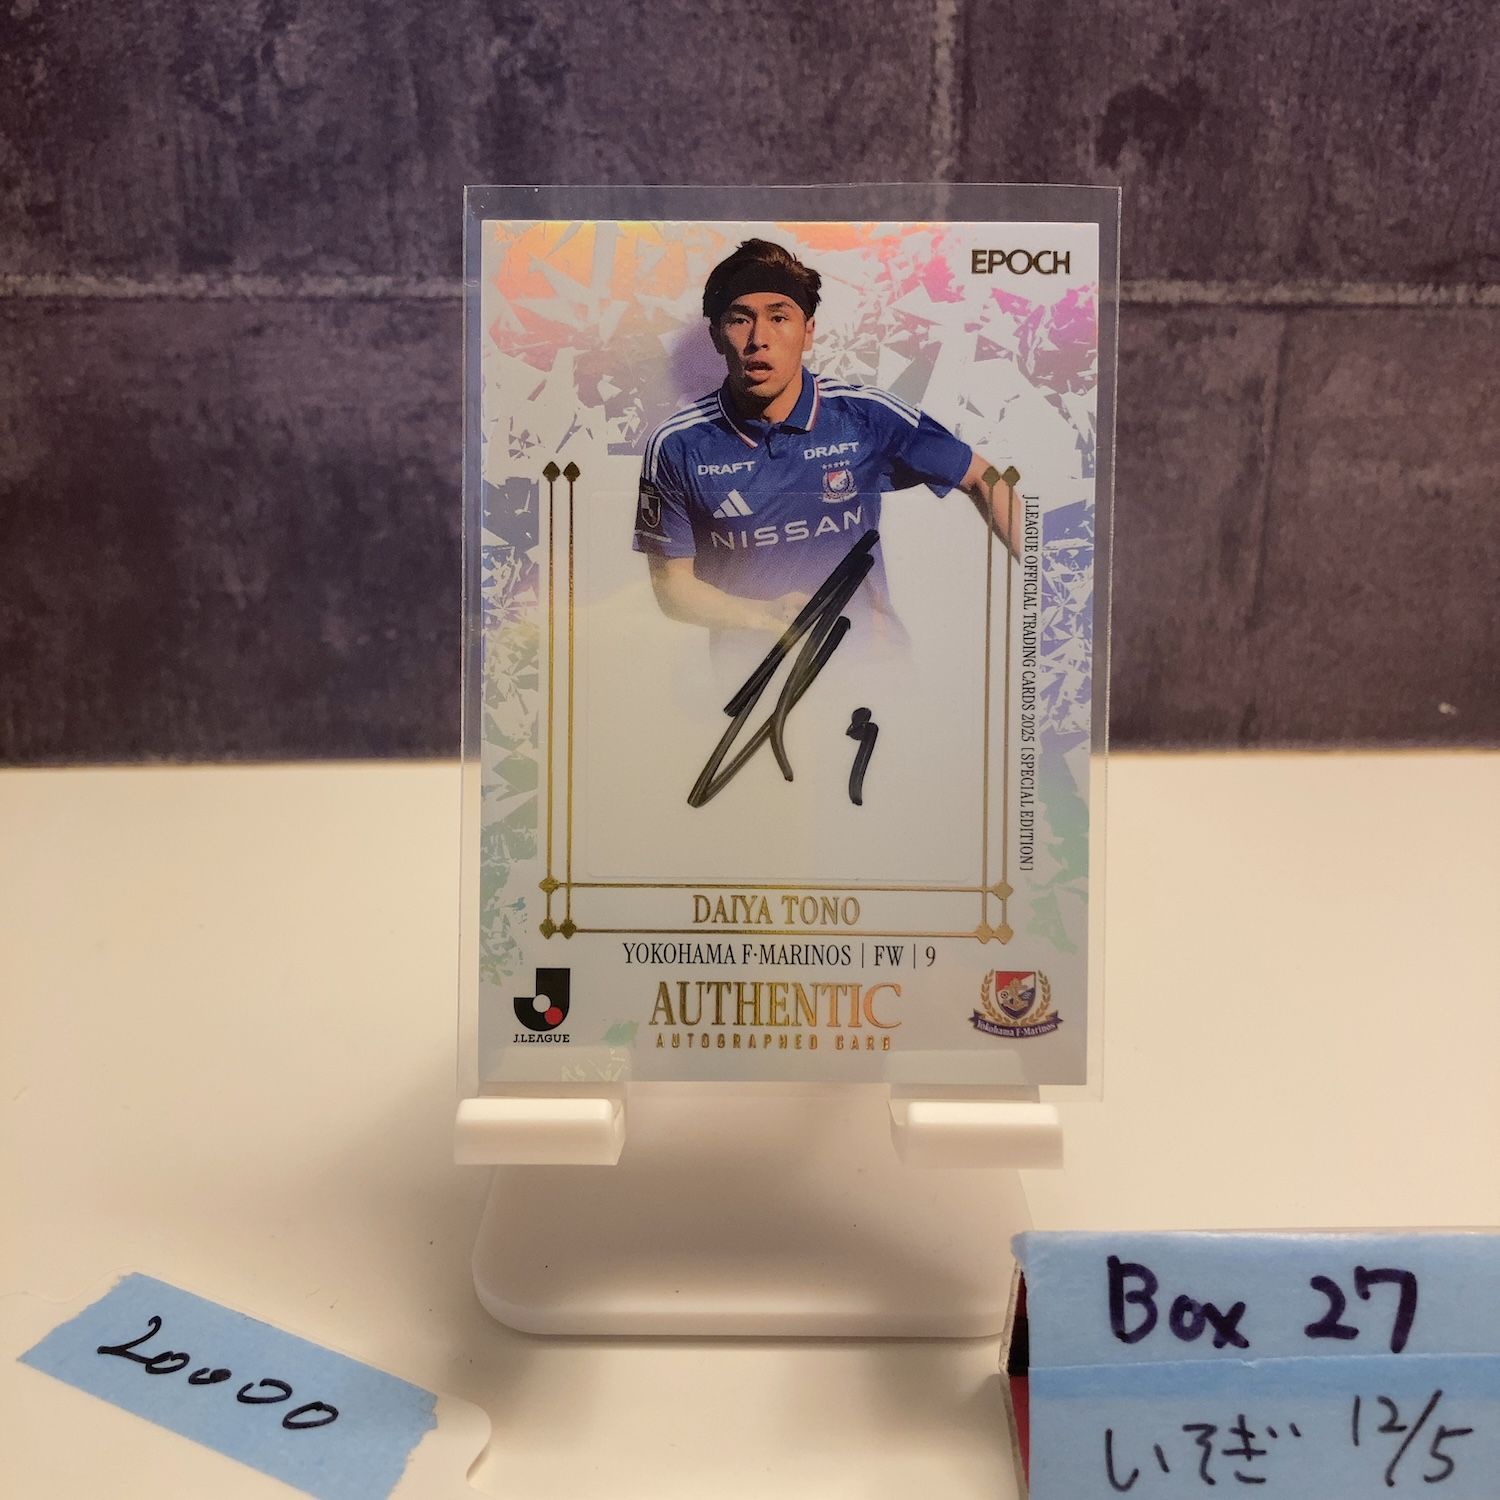 EPOCH
DRAFT
DRAFT
NISSAN
J.LEAGUE OFFICIAL TRADING CARDS 2025 [SPECIAL EDITION]
9
DAIYA TONO
YOKOHAMA F·MARINOS | FW | 9
AUTHENTIC
AUTOGRAPHED CARD
J.LEAGUE
Yokohama F·Marinos
20000
Box 27
いそぎ 12/5